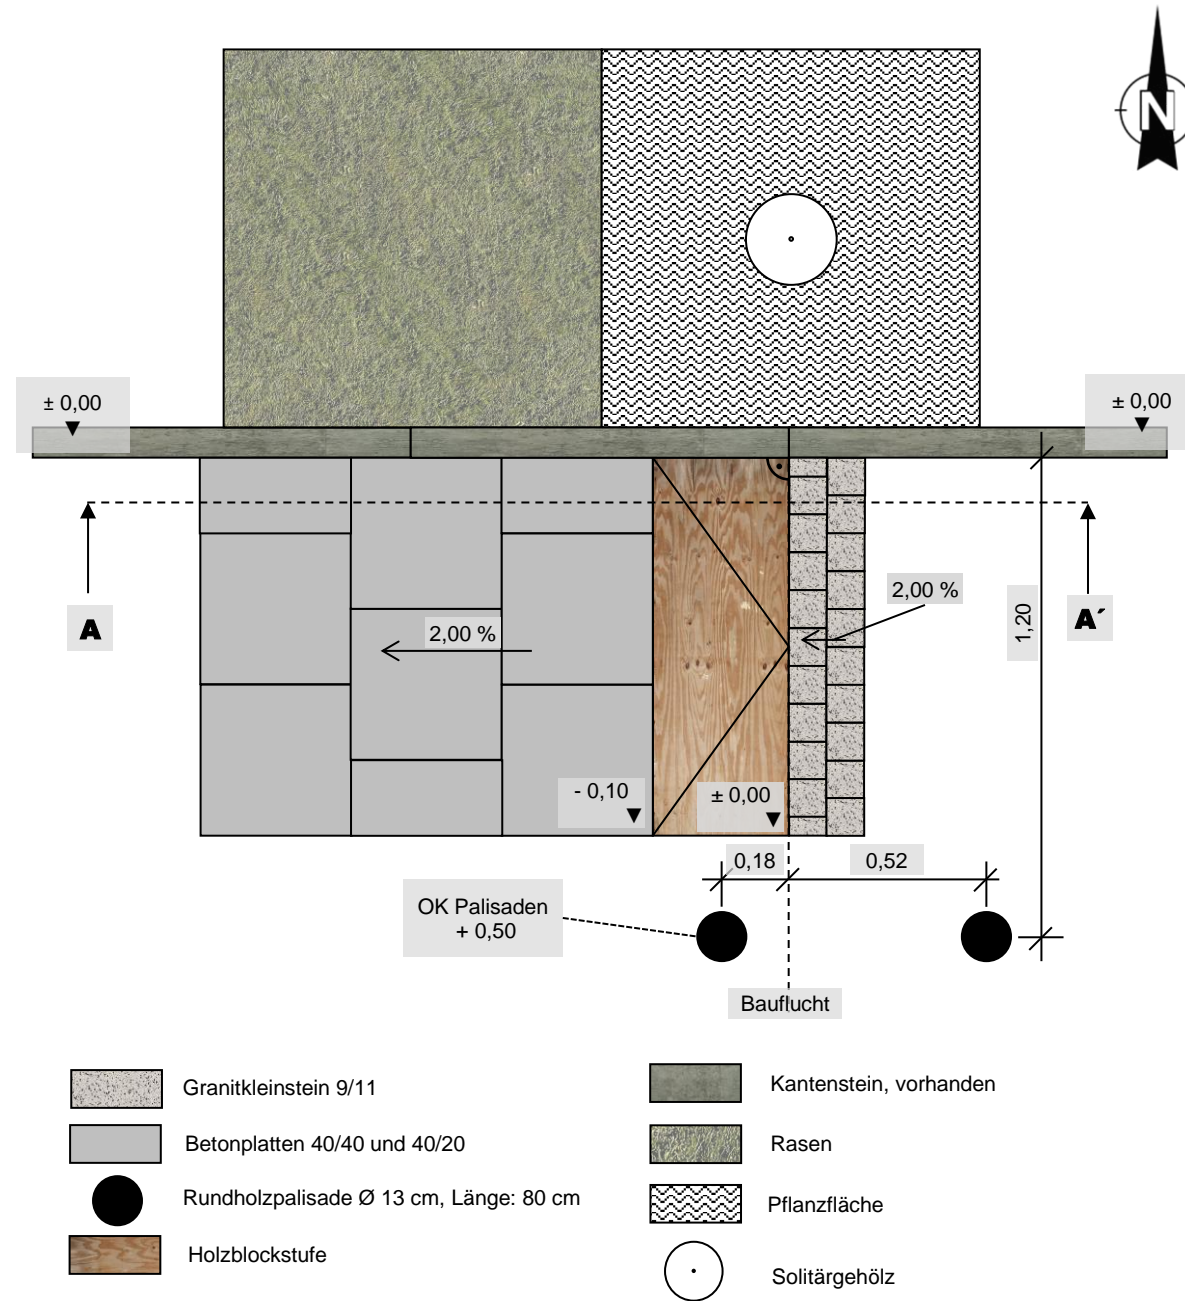 N
± 0,00
± 0,00
2,00 %
A
2,00 %
1,20
A´
- 0,10
± 0,00
0,18
0,52
OK Palisaden
+ 0,50
Bauflucht
Granitkleinstein 9/11
Betonplatten 40/40 und 40/20
Rundholzpalisade Ø 13 cm, Länge: 80 cm
Holzblockstufe
Kantenstein, vorhanden
Rasen
Pflanzfläche
Solitärgehölz